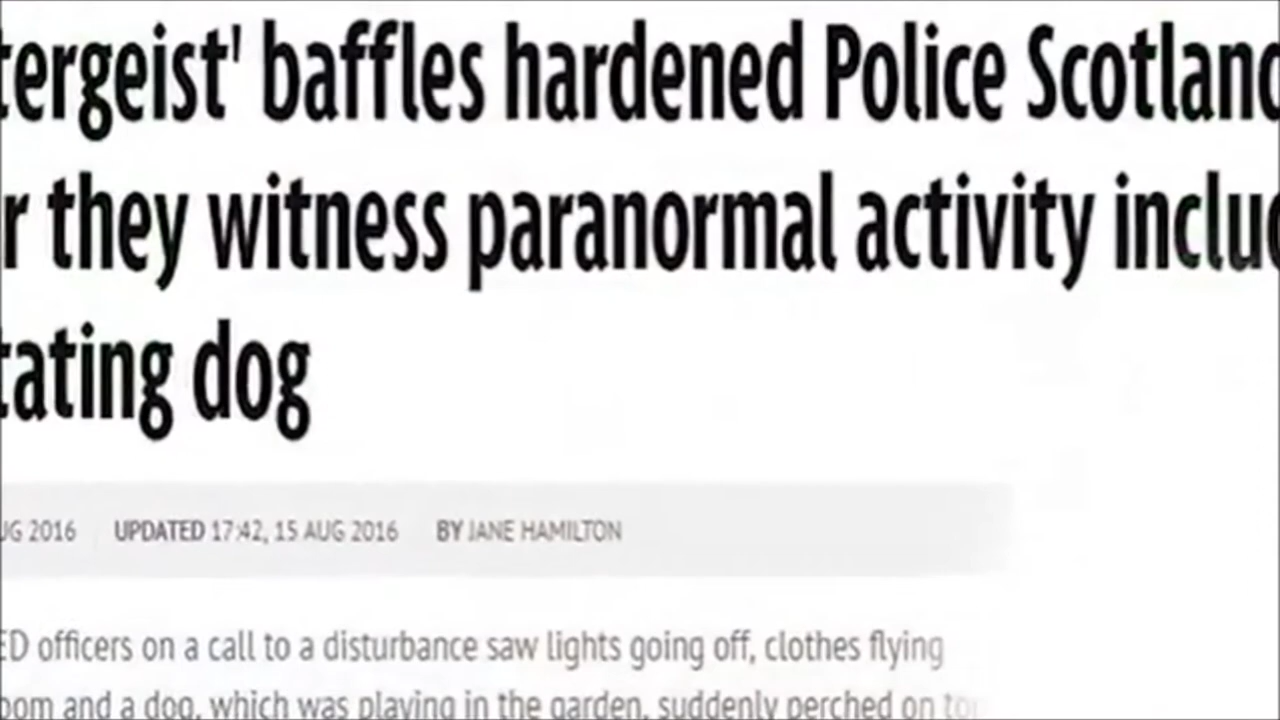 tergeist' baffles hardened Police Scotland
r they witness paranormal activity includ
tating dog
UG 2016 UPDATED 17:42, 15 AUG 2016 BY JANE HAMILTON
ED officers on a call to a disturbance saw lights going off, clothes flying
oom and a dog, which was playing in the garden, suddenly perched on top